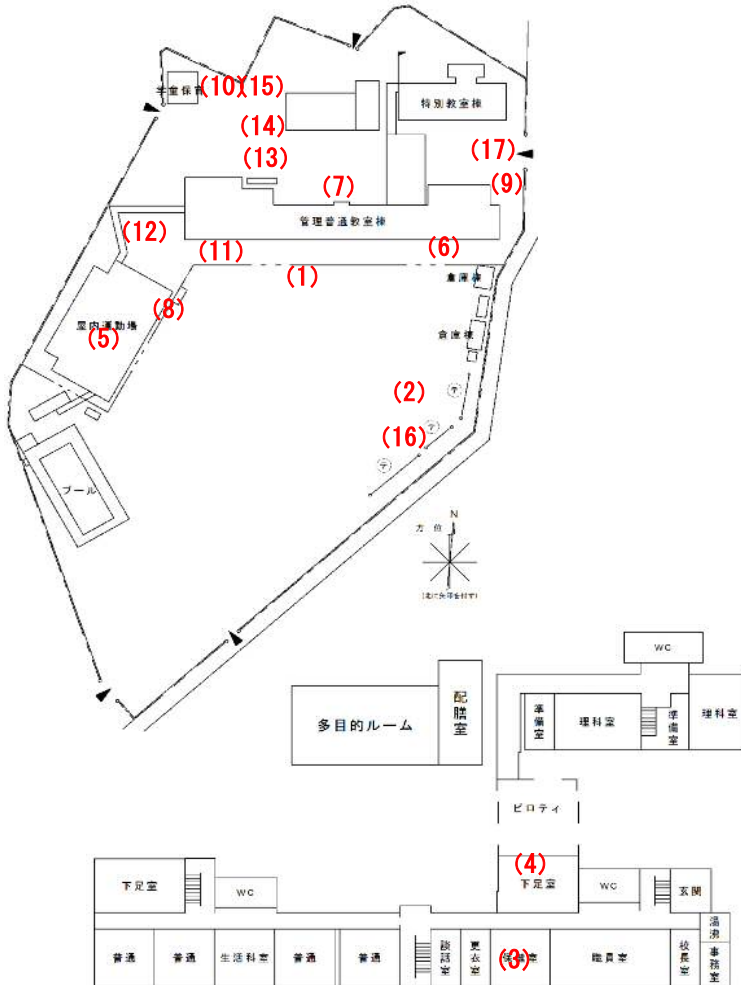 学童保育
(10)(15)
特別教室棟
(14)
(17)
(13)
(7)
(9)
管理普通教室棟
(12)
(11)
(6)
(1)
倉庫棟
(8)
屋内運動場
(5)
倉庫棟
(2)
〒
(16)
〒
〒
プール
N
方位
WC
多目的ルーム
配膳室
準備室
理科室
準備室
理科室
ピロティ
(4)
下足室
WC
下足室
WC
玄関
湯沸
普通
普通
生活科室
普通
普通
談話室
更衣室
(3)
保健室
職員室
校長室
事務室